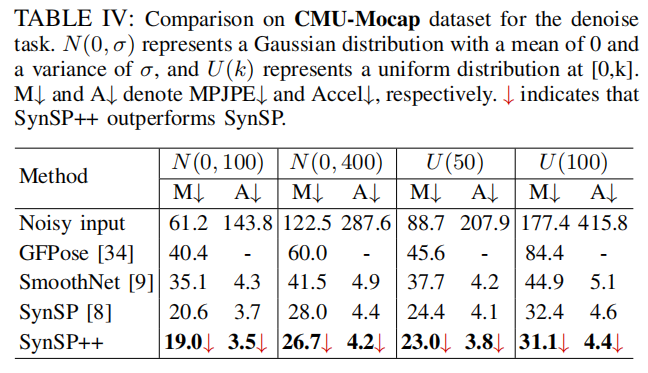 TABLE IV: Comparison on CMU-Mocap dataset for the denoise
task. N(0, σ) represents a Gaussian distribution with a mean of 0 and
a variance of σ, and U(k) represents a uniform distribution at [0,k].
M↓ and A↓ denote MPJPE↓ and Accel↓, respectively. ↓ indicates that
SynSP++ outperforms SynSP.
Method N(0, 100) N(0, 400) U(50) U(100)
M↓ A↓ M↓ A↓ M↓ A↓ M↓ A↓
Noisy input 61.2 143.8 122.5 287.6 88.7 207.9 177.4 415.8
GFPose [34] 40.4 - 60.0 - 45.6 - 84.4 -
SmoothNet [9] 35.1 4.3 41.5 4.9 37.7 4.2 44.9 5.1
SynSP [8] 20.6 3.7 28.0 4.4 24.4 4.1 32.4 4.6
SynSP++ 19.0↓ 3.5↓ 26.7↓ 4.2↓ 23.0↓ 3.8↓ 31.1↓ 4.4↓